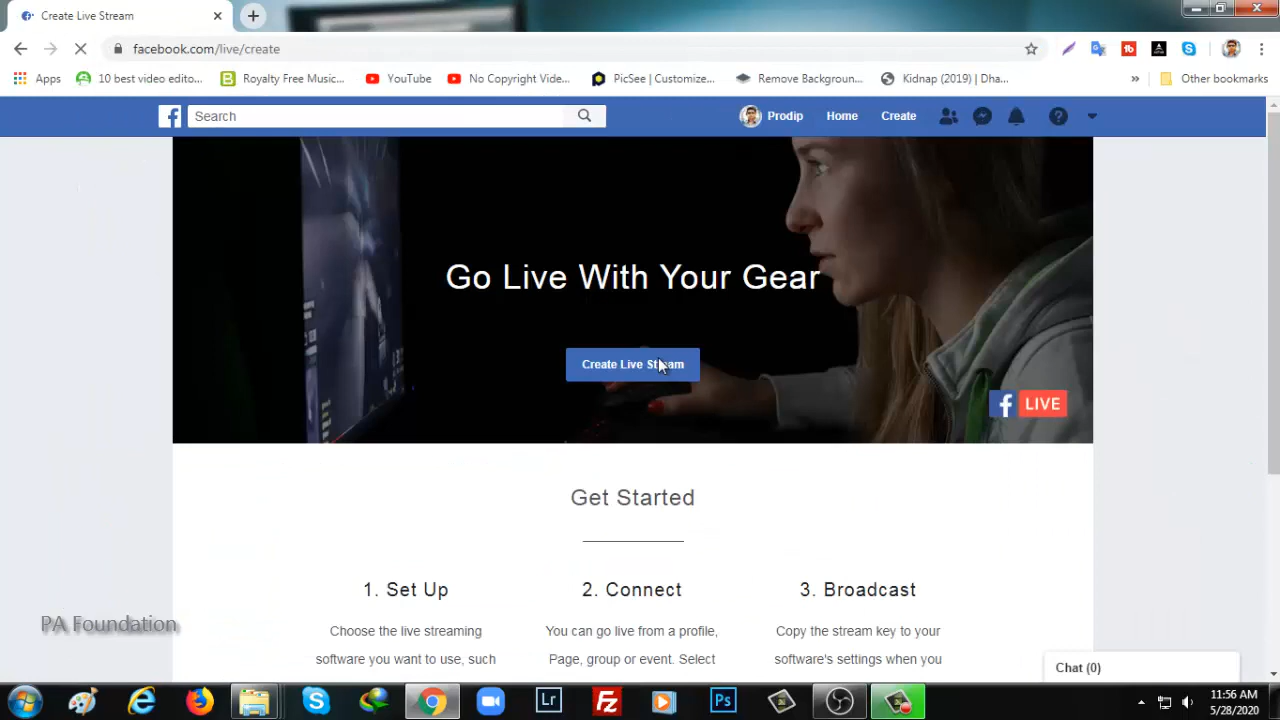 Create Live Stream
facebook.com/live/create
Apps 10 best video edito... Royalty Free Music... YouTube No Copyright Vide... PicSee | Customize... Remove Backgroun... Kidnap (2019) | Dha... » Other bookmarks
Search Prodip Home Create
Go Live With Your Gear
Create Live Stream
LIVE
Get Started
1. Set Up 2. Connect 3. Broadcast
Choose the live streaming You can go live from a profile, Copy the stream key to your
software you want to use, such Page, group or event. Select software's settings when you
PA Foundation
Chat (0)
Lr Fz Ps
11:56 AM
5/28/2020